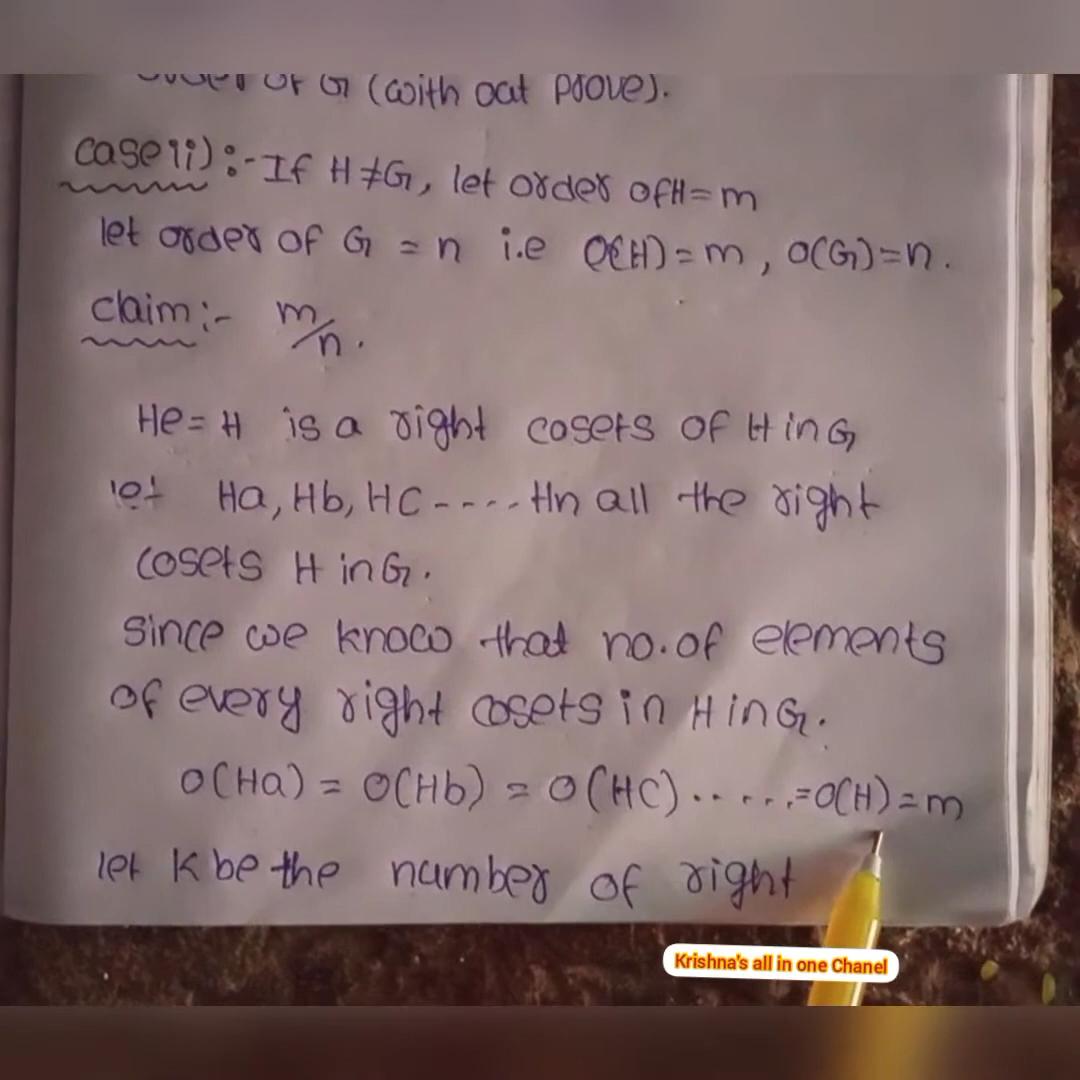 order of G (with out prove).
case ii) :- If H ≠ G, let order of H = m
let order of G = n i.e O(H) = m, O(G) = n.
claim :- m/n.
He = H is a right cosets of H in G
let Ha, Hb, HC ---- Hn all the right
cosets H in G.
since we know that no. of elements
of every right cosets in H in G.
O(Ha) = O(Hb) = O(HC) ...... = O(H) = m
let K be the number of right
Krishna's all in one Chanel